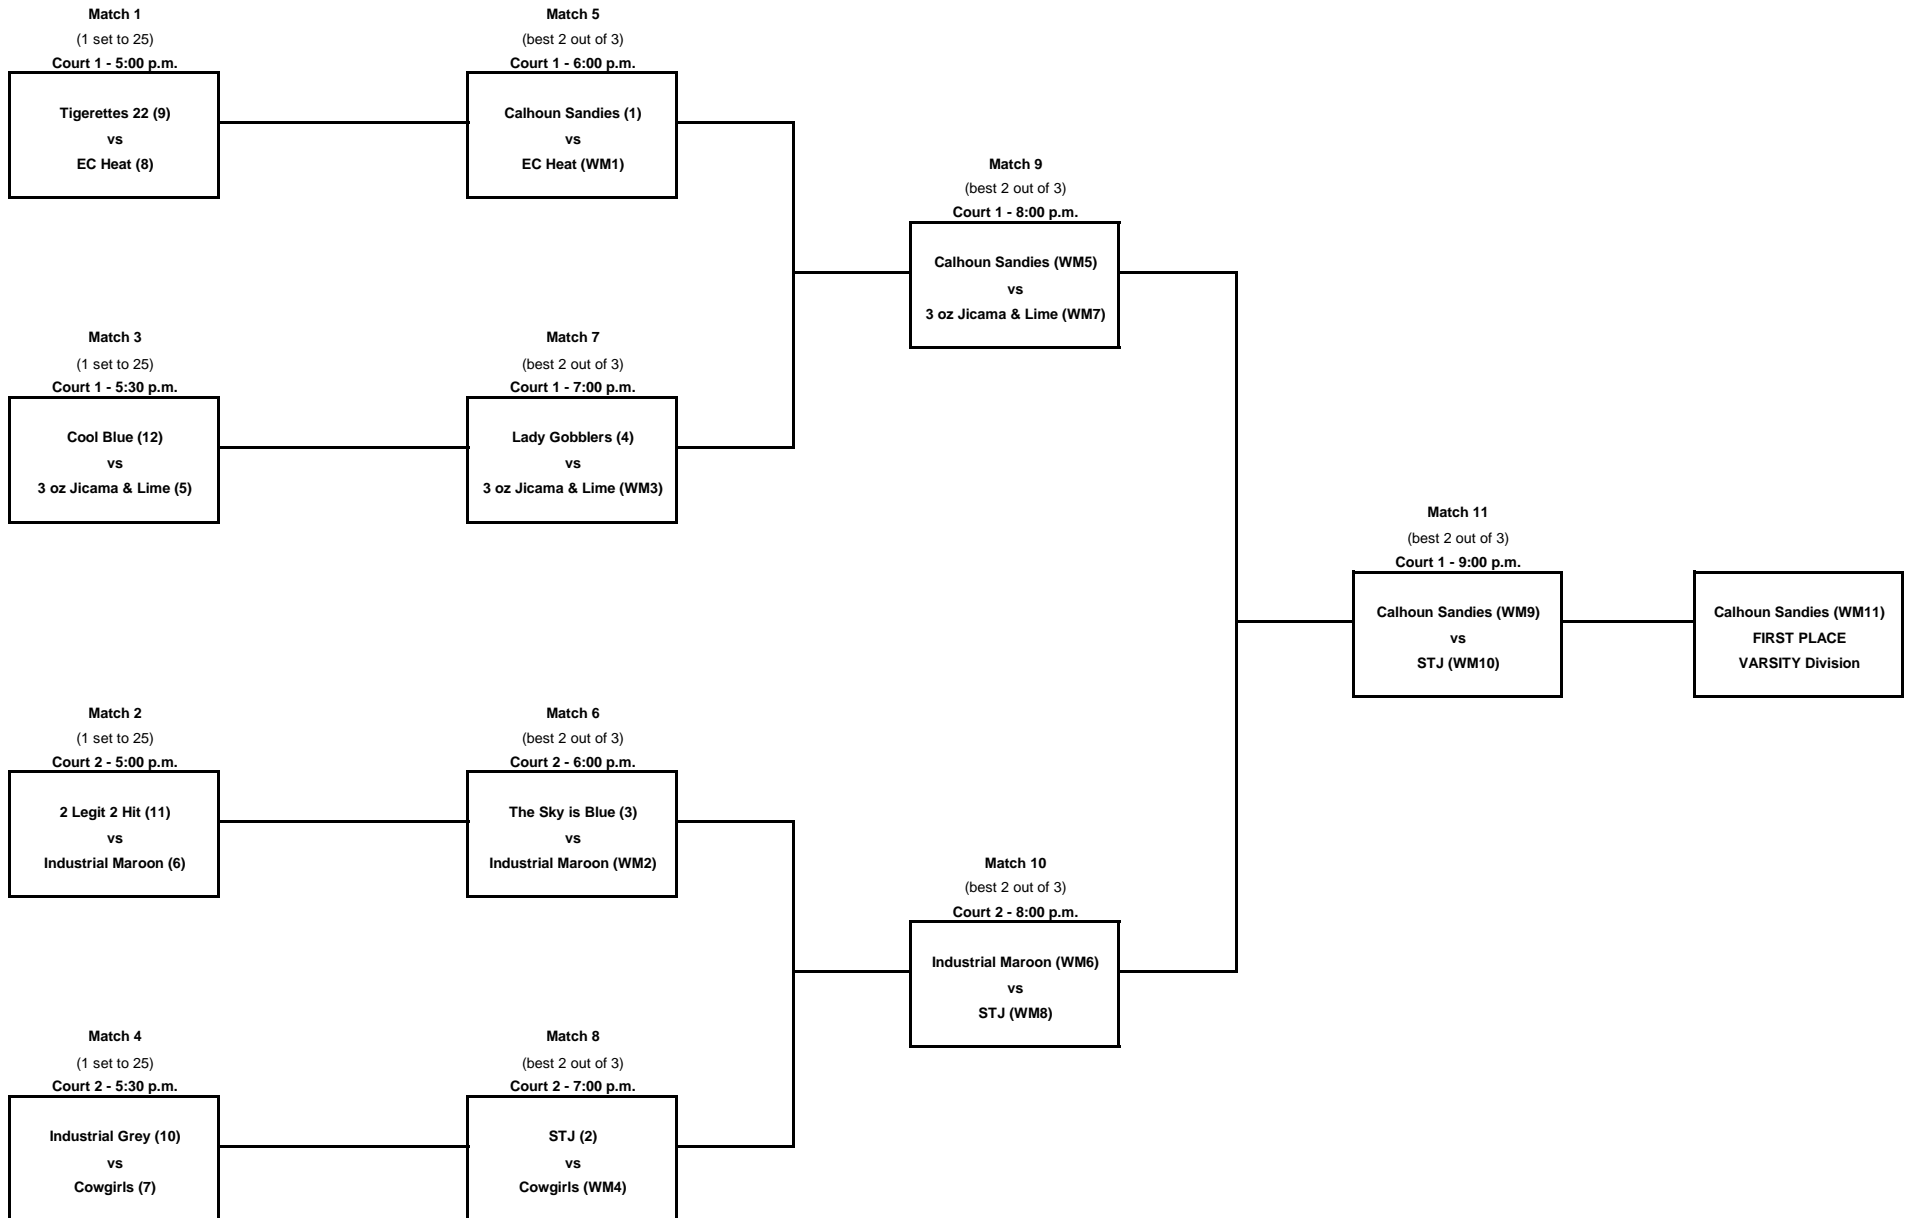 Match 1
(1 set to 25)
Court 1 - 5:00 p.m.
Tigerettes 22 (9)
vs
EC Heat (8)
Match 5
(best 2 out of 3)
Court 1 - 6:00 p.m.
Calhoun Sandies (1)
vs
EC Heat (WM1)
Match 9
(best 2 out of 3)
Court 1 - 8:00 p.m.
Calhoun Sandies (WM5)
vs
3 oz Jicama & Lime (WM7)
Match 3
(1 set to 25)
Court 1 - 5:30 p.m.
Cool Blue (12)
vs
3 oz Jicama & Lime (5)
Match 7
(best 2 out of 3)
Court 1 - 7:00 p.m.
Lady Gobblers (4)
vs
3 oz Jicama & Lime (WM3)
Match 11
(best 2 out of 3)
Court 1 - 9:00 p.m.
Calhoun Sandies (WM9)
vs
STJ (WM10)
Calhoun Sandies (WM11)
FIRST PLACE
VARSITY Division
Match 2
(1 set to 25)
Court 2 - 5:00 p.m.
2 Legit 2 Hit (11)
vs
Industrial Maroon (6)
Match 6
(best 2 out of 3)
Court 2 - 6:00 p.m.
The Sky is Blue (3)
vs
Industrial Maroon (WM2)
Match 10
(best 2 out of 3)
Court 2 - 8:00 p.m.
Industrial Maroon (WM6)
vs
STJ (WM8)
Match 4
(1 set to 25)
Court 2 - 5:30 p.m.
Industrial Grey (10)
vs
Cowgirls (7)
Match 8
(best 2 out of 3)
Court 2 - 7:00 p.m.
STJ (2)
vs
Cowgirls (WM4)